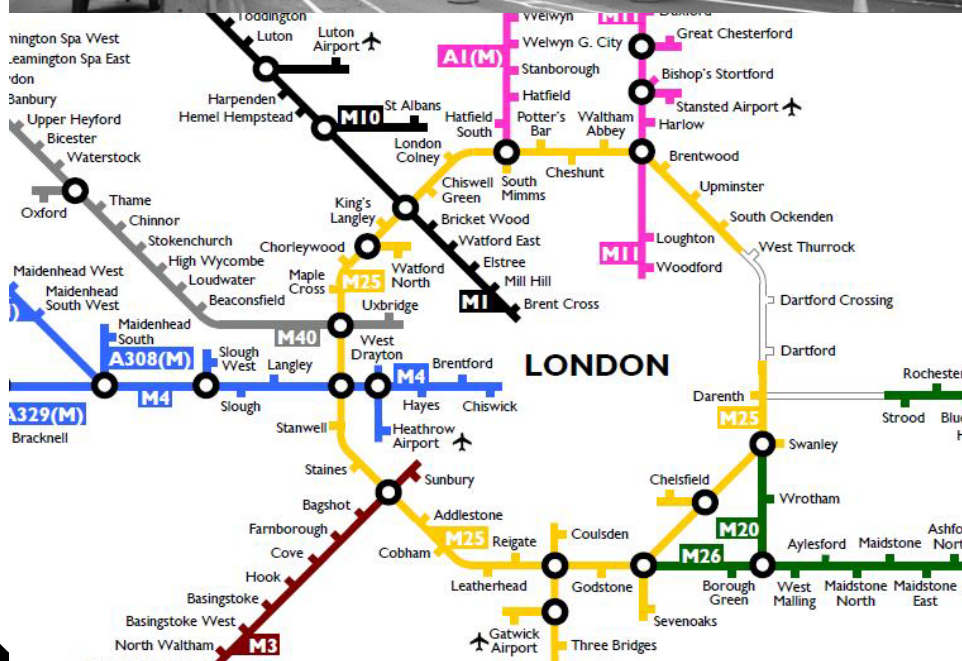 Toddington
Luton
Luton
Airport
Harpenden
Hemel Hempstead
M10
St Albans
mington Spa West
Leamington Spa East
Banbury
Upper Heyford
Bicester
Waterstock
Oxford
Thame
Chinnor
Stokenchurch
High Wycombe
Loudwater
Beaconsfield
M40
Uxbridge
Welwyn
Welwyn G. City
A1(M)
Stanborough
Hatfield
Hatfield
South
M11
Duxford
Great Chesterford
Bishop's Stortford
Stansted Airport
Harlow
Potter's
Bar
Waltham
Abbey
London
Colney
Chiswell
Green
South
Mimms
Cheshunt
Brentwood
Upminster
South Ockenden
West Thurrock
Dartford Crossing
Dartford
King's
Langley
Chorleywood
Maple
Cross
M25
Watford
North
Bricket Wood
Watford East
Elstree
Mill Hill
M1
Brent Cross
M11
Loughton
Woodford
LONDON
Maidenhead West
Maidenhead
South West
Maidenhead
South
A308(M)
Slough
West
Langley
West
Drayton
M4
Brentford
M4
Slough
Hayes
Chiswick
A329(M)
Bracknell
Stanwell
Heathrow
Airport
Staines
Sunbury
Bagshot
Farnborough
Cove
Hook
Basingstoke
Basingstoke West
North Waltham
M3
Addlestone
Cobham
M25
Reigate
Leatherhead
Coulsden
Godstone
Gatwick
Airport
Three Bridges
Sevenoaks
Chelsfield
Darenth
M25
Swanley
Rochester
Strood
Wrotham
M20
M26
Borough
Green
West
Malling
Aylesford
Maidstone
North
Maidstone
Maidstone
East